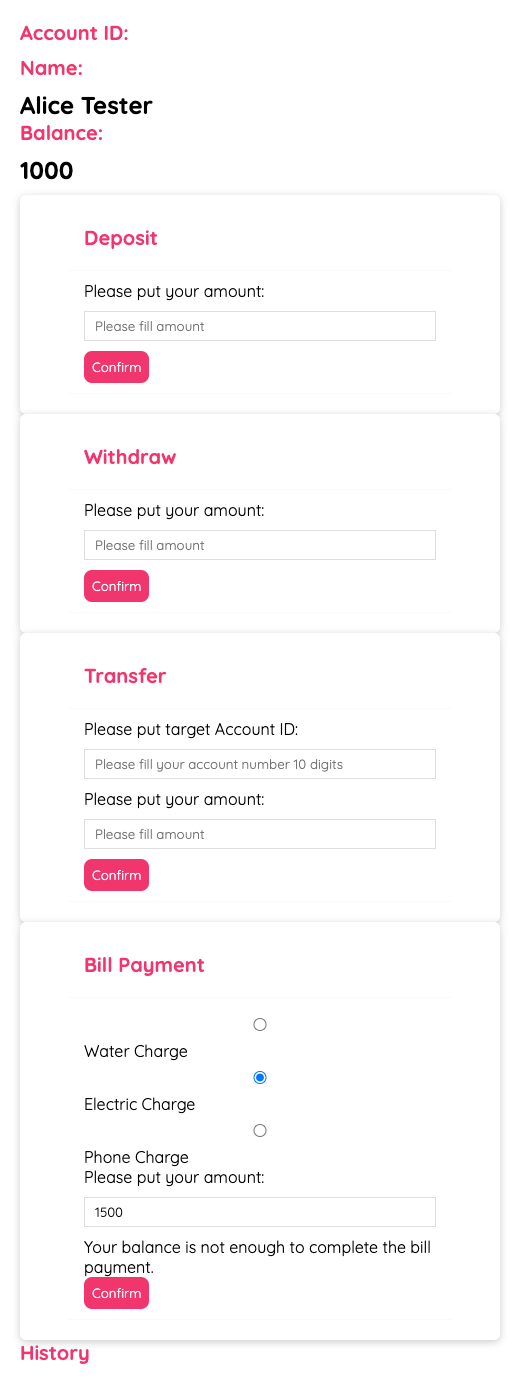 Account ID:
Name:
Alice Tester
Balance:
1000
Deposit
Please put your amount:
Please fill amount
Confirm
Withdraw
Please put your amount:
Please fill amount
Confirm
Transfer
Please put target Account ID:
Please fill your account number 10 digits
Please put your amount:
Please fill amount
Confirm
Bill Payment
Water Charge
Electric Charge
Phone Charge
Please put your amount:
1500
Your balance is not enough to complete the bill
payment.
Confirm
History